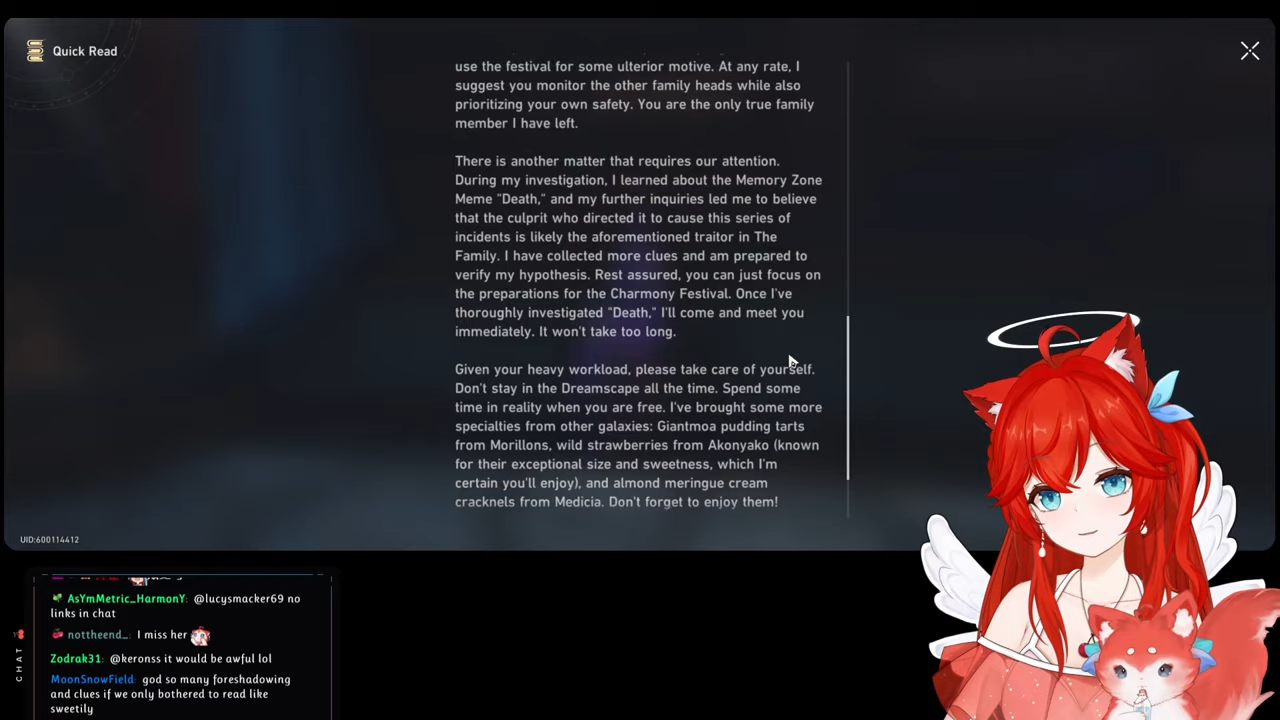 Quick Read
use the festival for some ulterior motive. At any rate, I
suggest you monitor the other family heads while also
prioritizing your own safety. You are the only true family
member I have left.
There is another matter that requires our attention.
During my investigation, I learned about the Memory Zone
Meme "Death," and my further inquiries led me to believe
that the culprit who directed it to cause this series of
incidents is likely the aforementioned traitor in The
Family. I have collected more clues and am prepared to
verify my hypothesis. Rest assured, you can just focus on
the preparations for the Charmony Festival. Once I've
thoroughly investigated "Death," I'll come and meet you
immediately. It won't take too long.
Given your heavy workload, please take care of yourself.
Don't stay in the Dreamscape all the time. Spend some
time in reality when you are free. I've brought some more
specialties from other galaxies: Giantmoa pudding tarts
from Morillons, wild strawberries from Akonyako (known
for their exceptional size and sweetness, which I'm
certain you'll enjoy), and almond meringue cream
cracknels from Medicia. Don't forget to enjoy them!
UID:600114412
CHAT
AsYmMetric_HarmonY: @lucysmacker69 no
links in chat
nottheend_: I miss her
Zodrak31: @keronss it would be awful lol
MoonSnowField: god so many foreshadowing
and clues if we only bothered to read like
sweetily